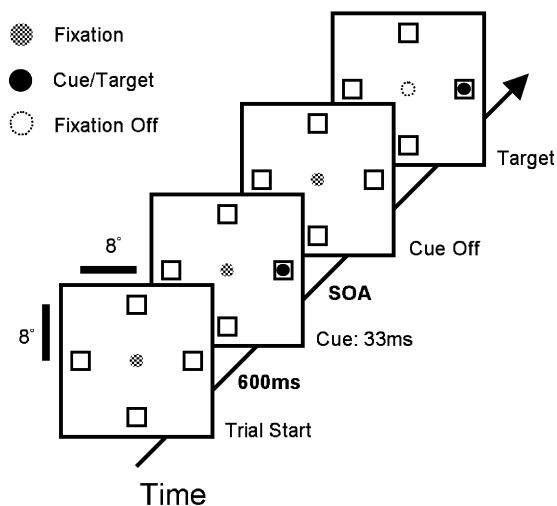 Fixation
Cue/Target
Fixation Off
Target
Cue Off
8°
SOA
Cue: 33ms
8°
600ms
Trial Start
Time